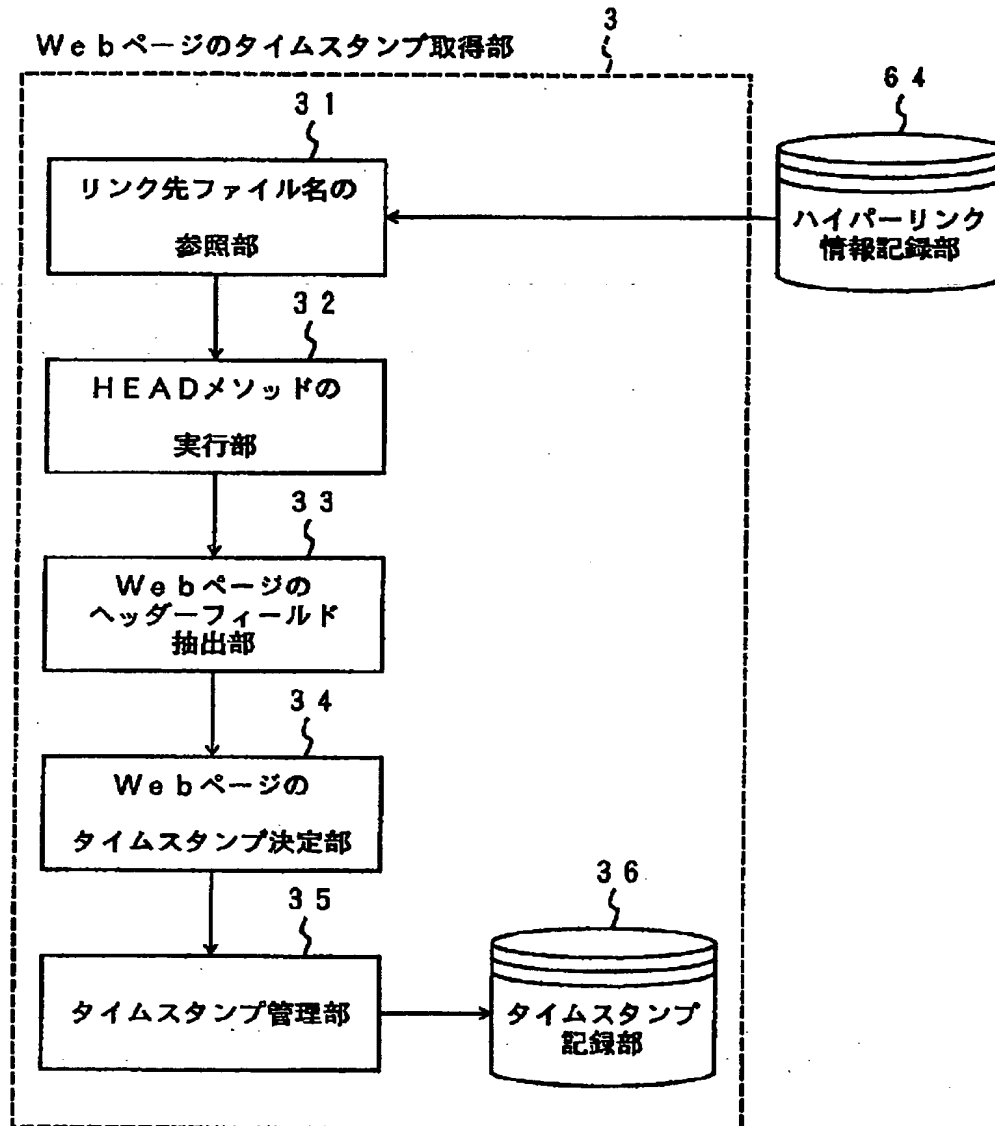 3
Webページのタイムスタンプ取得部
31
64
リンク先ファイル名の
参照部
ハイパーリンク
情報記録部
32
HEADメソッドの
実行部
33
Webページの
ヘッダーフィールド
抽出部
34
Webページの
タイムスタンプ決定部
35
36
タイムスタンプ管理部
タイムスタンプ
記録部